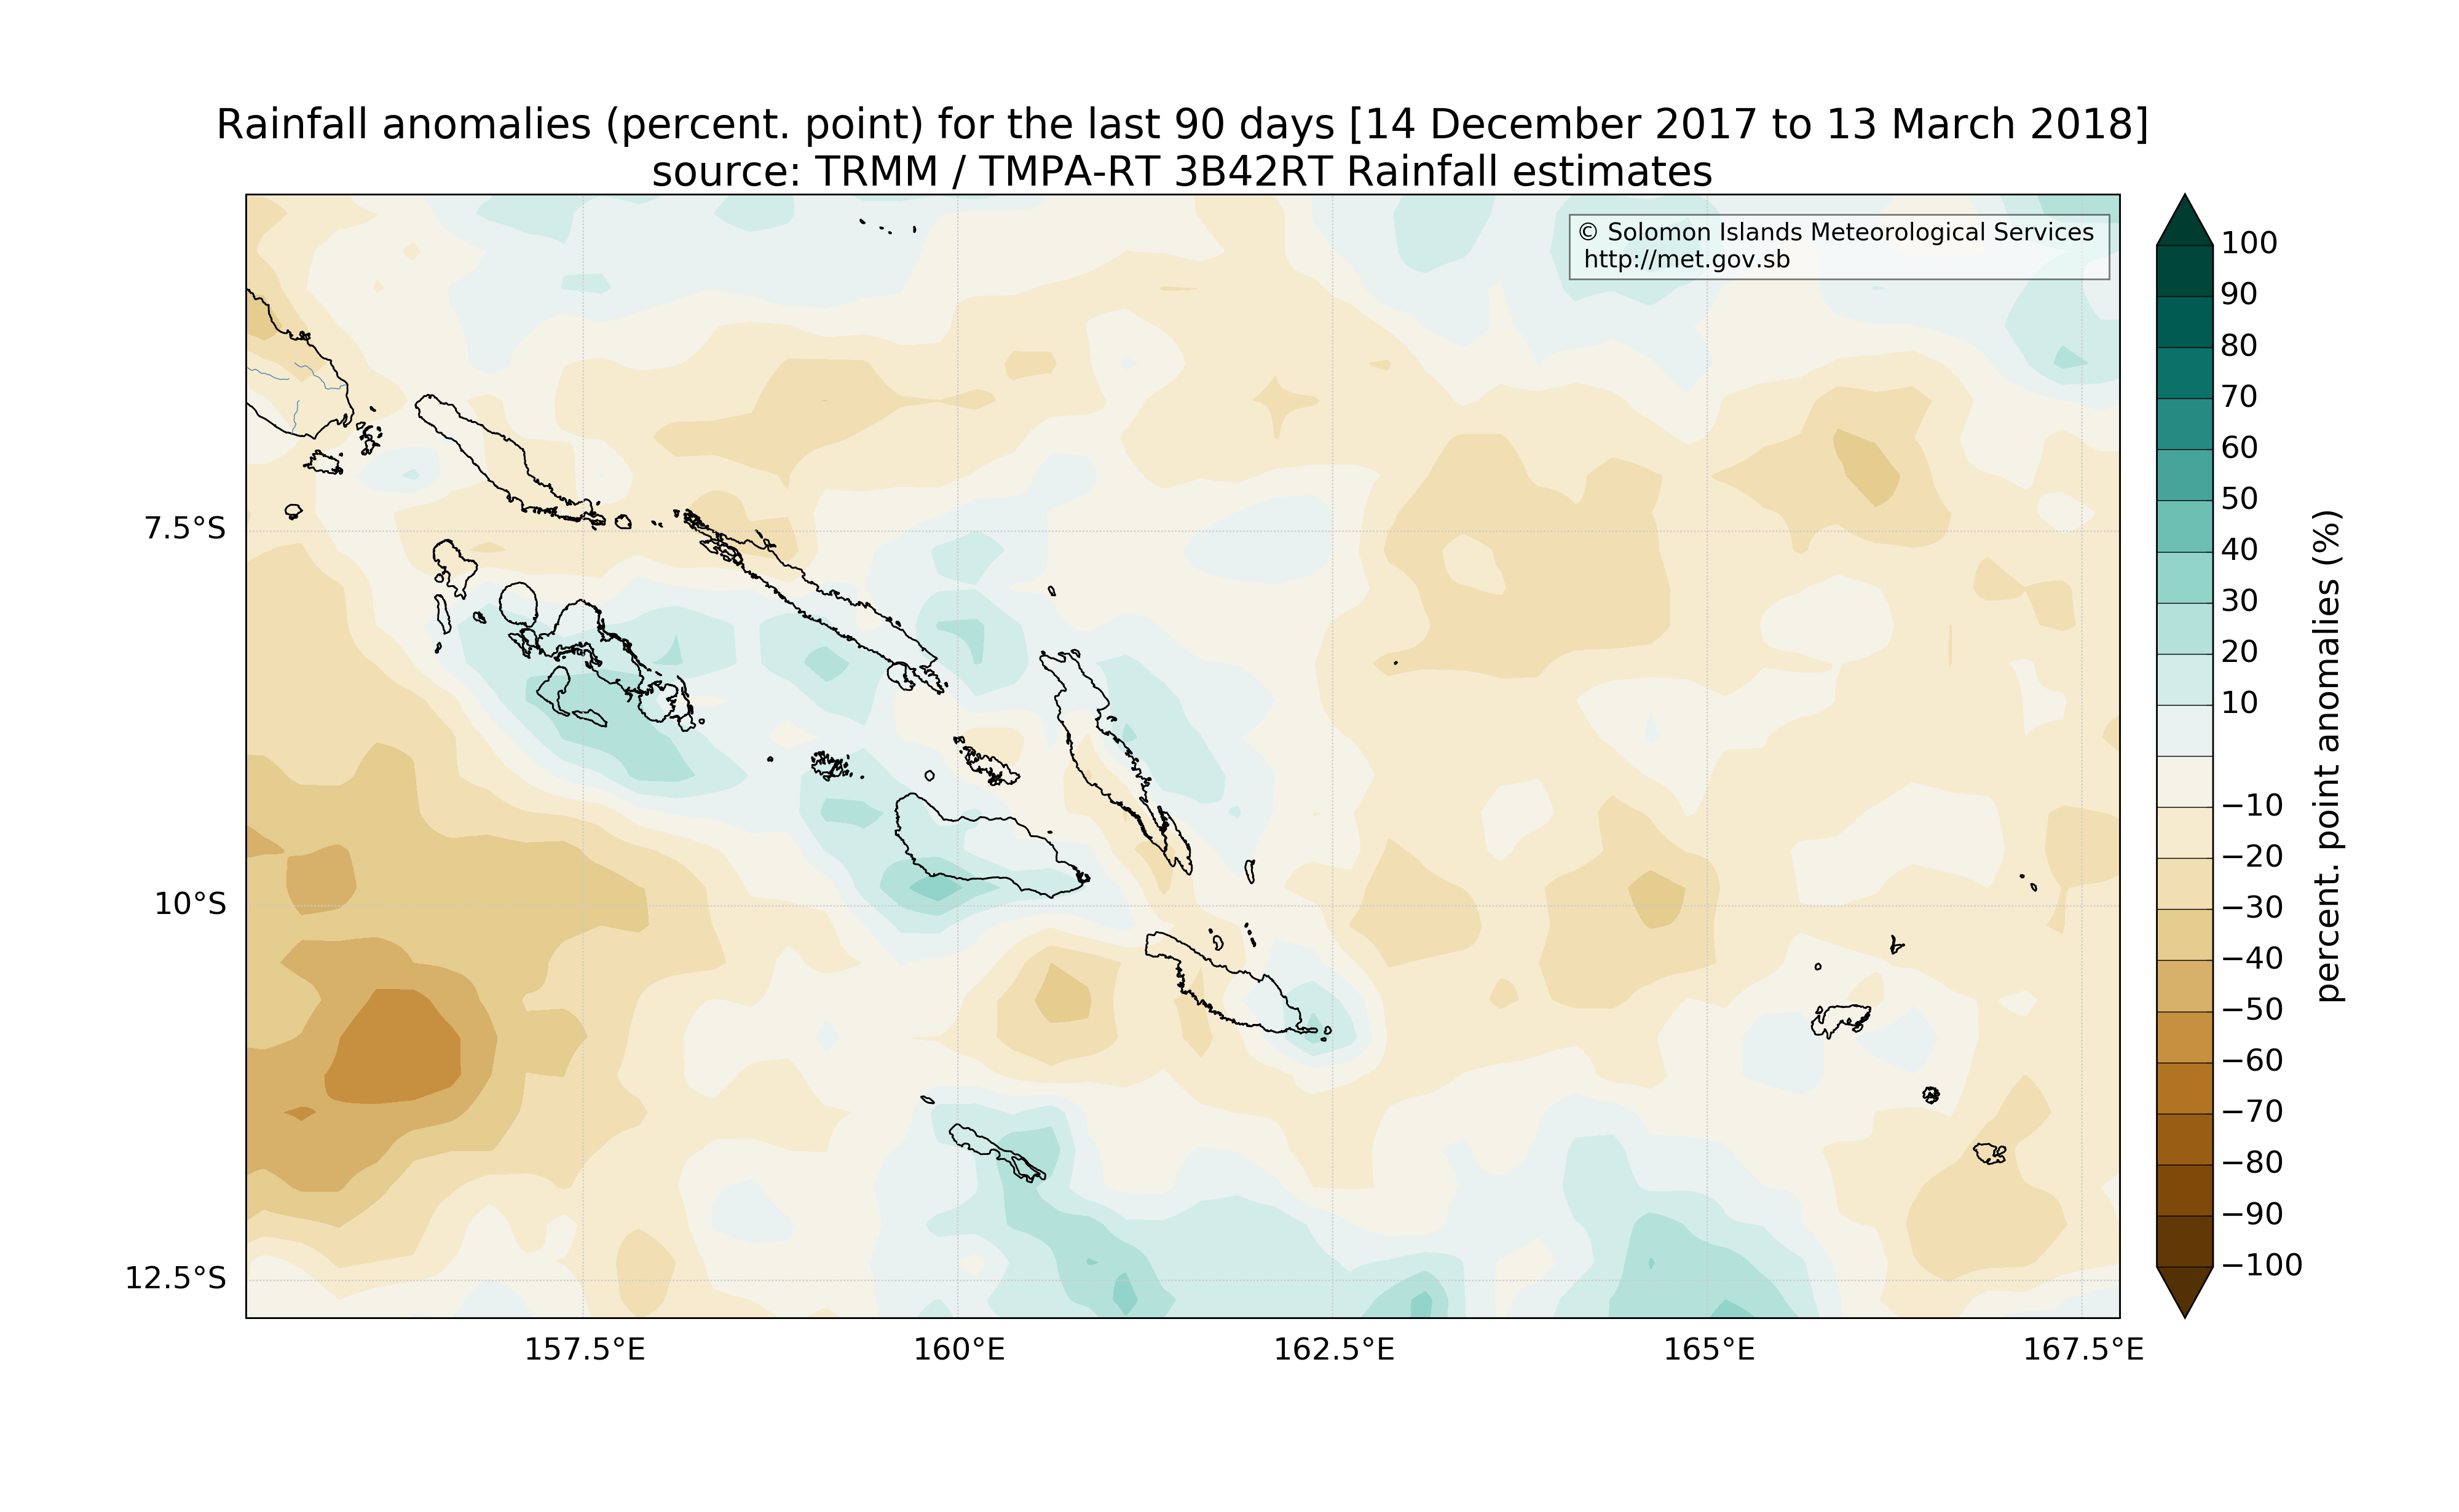 Rainfall anomalies (percent. point) for the last 90 days [14 December 2017 to 13 March 2018]
source: TRMM / TMPA-RT 3B42RT Rainfall estimates
© Solomon Islands Meteorological Services
http://met.gov.sb
7.5°S
10°S
12.5°S
157.5°E
160°E
162.5°E
165°E
167.5°E
100
90
80
70
60
50
40
30
20
10
−10
−20
−30
−40
−50
−60
−70
−80
−90
−100
percent. point anomalies (%)